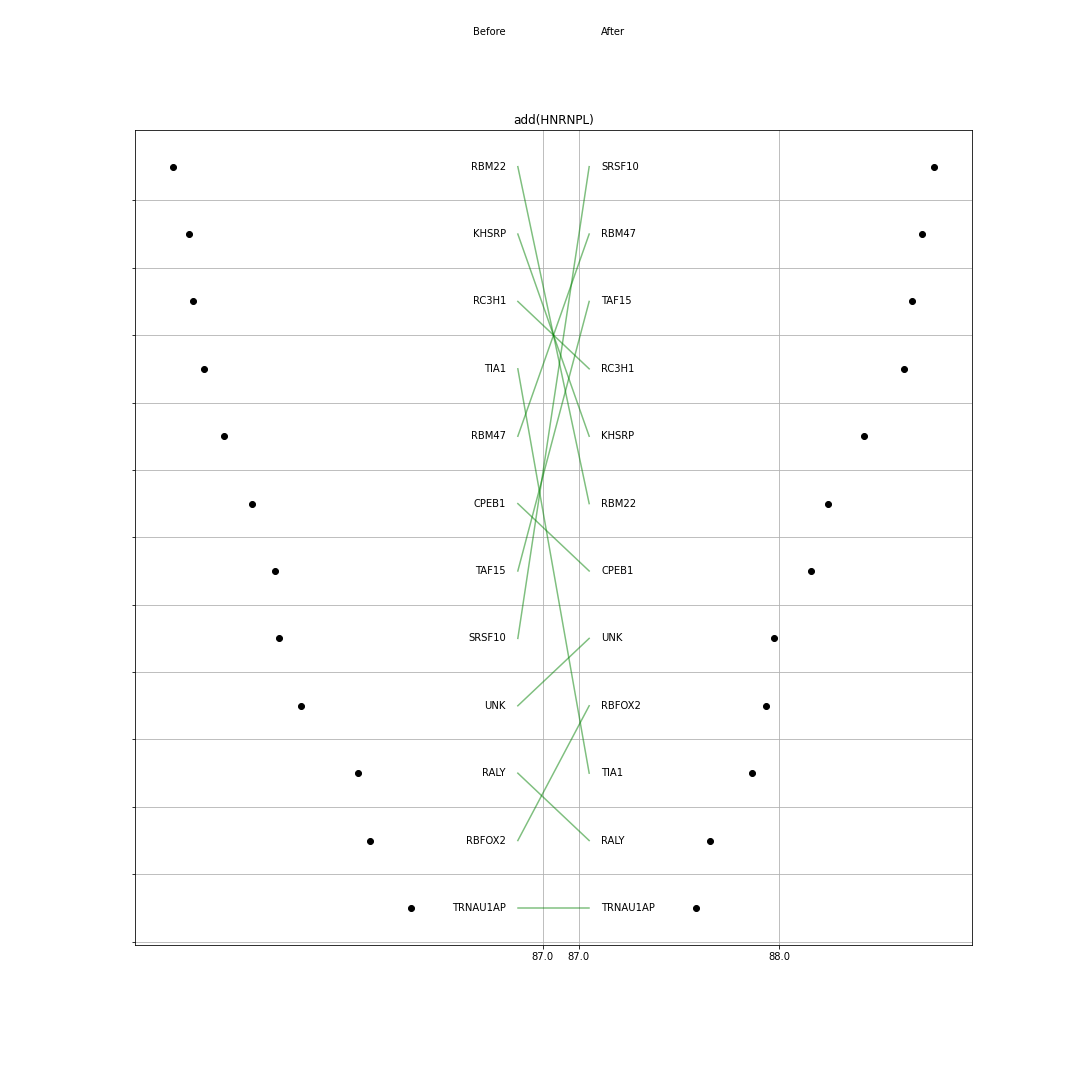 Before After
add(HNRNPL)
RBM22 SRSF10
KHSRP RBM47
RC3H1 TAF15
TIA1 RC3H1
RBM47 KHSRP
CPEB1 RBM22
TAF15 CPEB1
SRSF10 UNK
UNK RBFOX2
RALY TIA1
RBFOX2 RALY
TRNAU1AP TRNAU1AP
87.0 87.0 88.0